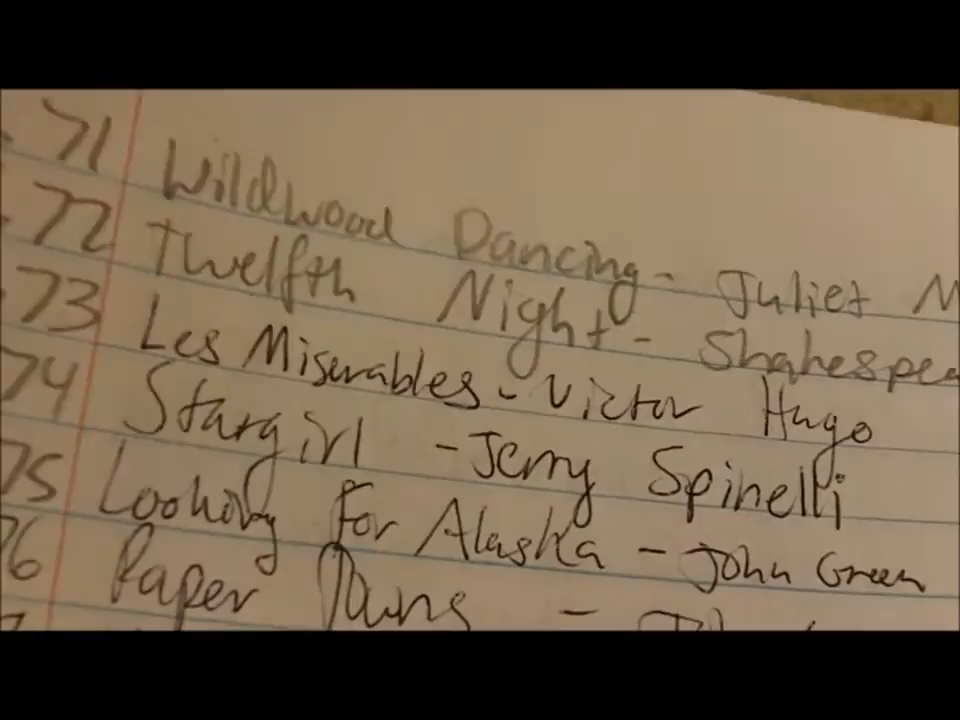 71 Wildwood Dancing - Juliet M
72 Twelfth Night - Shakespea
73 Les Miserables - Victor Hugo
74 Stargirl - Jerry Spinelli
75 Looking For Alaska - John Green
76 Paper Towns -